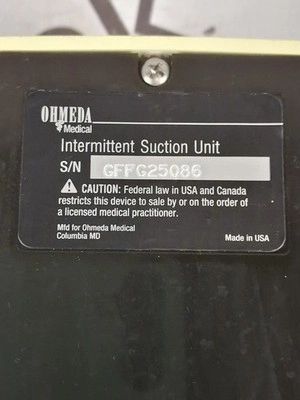 OHMEDA
Medical
Intermittent Suction Unit
S/N GFFG25086
CAUTION: Federal law in USA and Canada
restricts this device to sale by or on the order of
a licensed medical practitioner.
Mfd for Ohmeda Medical
Columbia MD
Made in USA